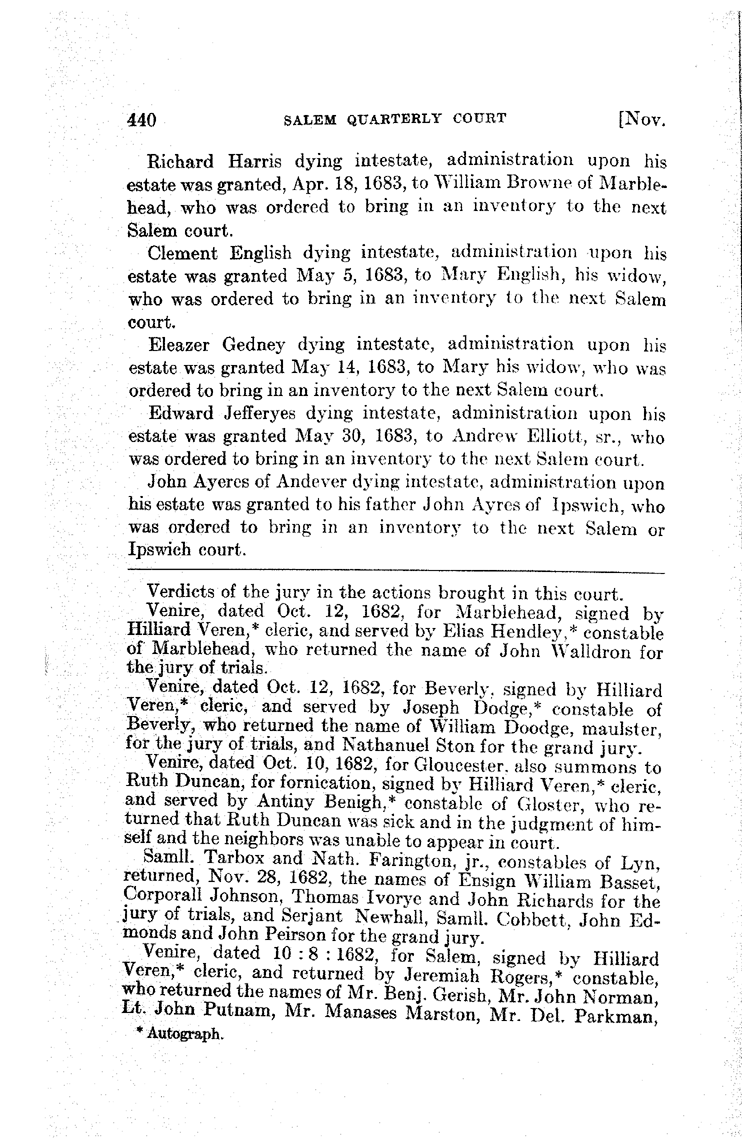 440 SALEM QUARTERLY COURT [Nov.
Richard Harris dying intestate, administration upon his
estate was granted, Apr. 18, 1683, to William Browne of Marble-
head, who was ordered to bring in an inventory to the next
Salem court.
Clement English dying intestate, administration upon his
estate was granted May 5, 1683, to Mary English, his widow,
who was ordered to bring in an inventory to the next Salem
court.
Eleazer Gedney dying intestate, administration upon his
estate was granted May 14, 1683, to Mary his widow, who was
ordered to bring in an inventory to the next Salem court.
Edward Jefferyes dying intestate, administration upon his
estate was granted May 30, 1683, to Andrew Elliott, sr., who
was ordered to bring in an inventory to the next Salem court.
John Ayeres of Andever dying intestate, administration upon
his estate was granted to his father John Ayres of Ipswich, who
was ordered to bring in an inventory to the next Salem or
Ipswich court.
Verdicts of the jury in the actions brought in this court.
Venire, dated Oct. 12, 1682, for Marblehead, signed by
Hilliard Veren,* cleric, and served by Elias Hendley,* constable
of Marblehead, who returned the name of John Walldron for
the jury of trials.
Venire, dated Oct. 12, 1682, for Beverly, signed by Hilliard
Veren,* cleric, and served by Joseph Dodge,* constable of
Beverly, who returned the name of William Doodge, maulster,
for the jury of trials, and Nathanuel Ston for the grand jury.
Venire, dated Oct. 10, 1682, for Gloucester, also summons to
Ruth Duncan, for fornication, signed by Hilliard Veren,* cleric,
and served by Antiny Benigh,* constable of Gloster, who re-
turned that Ruth Duncan was sick and in the judgment of him-
self and the neighbors was unable to appear in court.
Samll. Tarbox and Nath. Farington, jr., constables of Lyn,
returned, Nov. 28, 1682, the names of Ensign William Basset,
Corporall Johnson, Thomas Ivorye and John Richards for the
jury of trials, and Serjant Newhall, Samll. Cobbett, John Ed-
monds and John Peirson for the grand jury.
Venire, dated 10 : 8 : 1682, for Salem, signed by Hilliard
Veren,* cleric, and returned by Jeremiah Rogers,* constable,
who returned the names of Mr. Benj. Gerish, Mr. John Norman,
Lt. John Putnam, Mr. Manases Marston, Mr. Del. Parkman,
* Autograph.